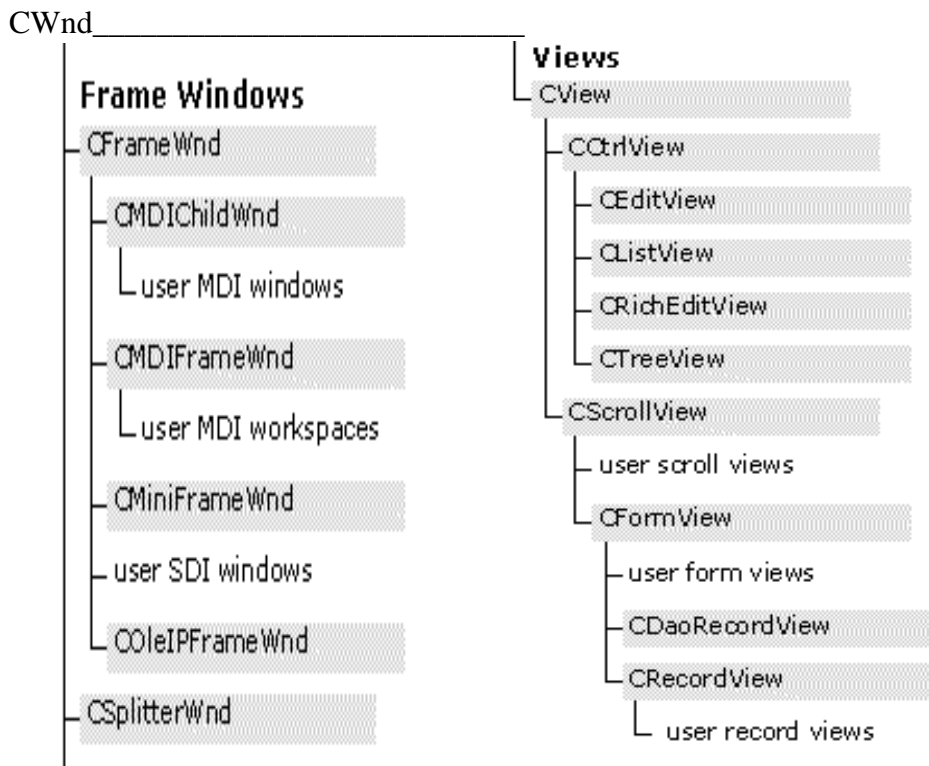 CWnd___________________________
Frame Windows
CFrameWnd
CMDIChildWnd
user MDI windows
CMDIFrameWnd
user MDI workspaces
CMiniFrameWnd
user SDI windows
COleIPFrameWnd
CSplitterWnd
Views
CView
CCtrlView
CEditView
CListView
CRichEditView
CTreeView
CScrollView
user scroll views
CFormView
user form views
CDaoRecordView
CRecordView
user record views